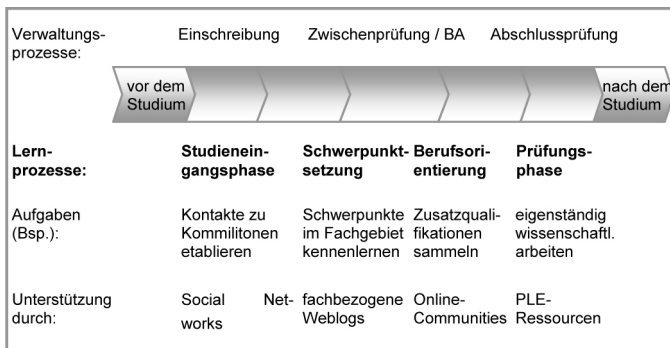 Verwaltungs- Einschreibung Zwischenprüfung / BA Abschlussprüfung
prozesse:
vor dem nach dem
Studium Studium
Lern- Studienein- Schwerpunkt- Berufsori- Prüfungs-
prozesse: gangsphase setzung entierung phase
Aufgaben Kontakte zu Schwerpunkte Zusatzquali- eigenständig
(Bsp.): Kommilitonen im Fachgebiet fikationen wissenschaftl.
etablieren kennenlernen sammeln arbeiten
Unterstützung Social Net- fachbezogene Online- PLE-
durch: works Weblogs Communities Ressourcen